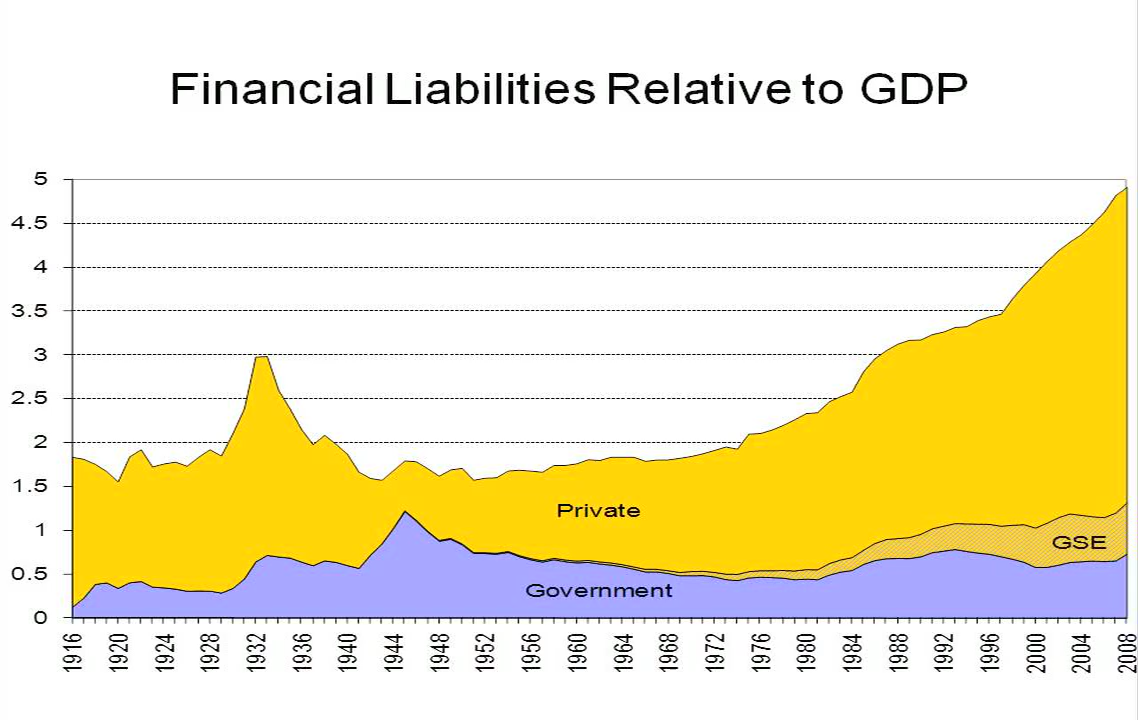 Financial Liabilities Relative to GDP
5
4.5
4
3.5
3
2.5
2
1.5
1
0.5
0
Private
GSE
Government
1916 1920 1924 1928 1932 1936 1940 1944 1948 1952 1956 1960 1964 1968 1972 1976 1980 1984 1988 1992 1996 2000 2004 2008